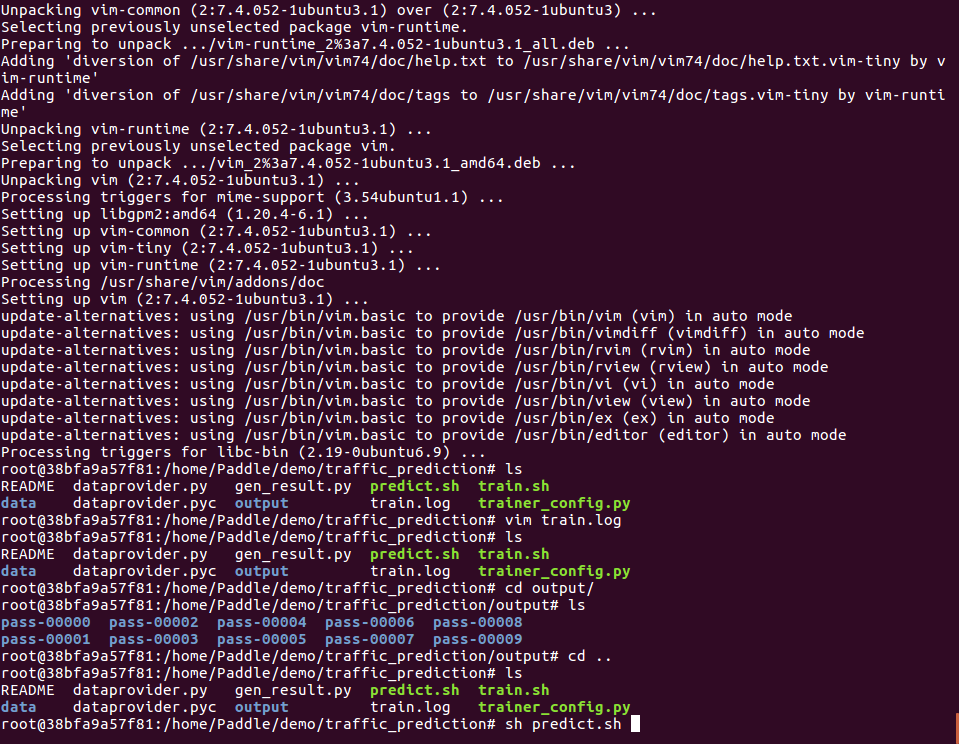 Unpacking vim-common (2:7.4.052-1ubuntu3.1) over (2:7.4.052-1ubuntu3) ...
Selecting previously unselected package vim-runtime.
Preparing to unpack .../vim-runtime_2%3a7.4.052-1ubuntu3.1_all.deb ...
Adding 'diversion of /usr/share/vim/vim74/doc/help.txt to /usr/share/vim/vim74/doc/help.txt.vim-tiny by v
im-runtime'
Adding 'diversion of /usr/share/vim/vim74/doc/tags to /usr/share/vim/vim74/doc/tags.vim-tiny by vim-runti
me'
Unpacking vim-runtime (2:7.4.052-1ubuntu3.1) ...
Selecting previously unselected package vim.
Preparing to unpack .../vim_2%3a7.4.052-1ubuntu3.1_amd64.deb ...
Unpacking vim (2:7.4.052-1ubuntu3.1) ...
Processing triggers for mime-support (3.54ubuntu1.1) ...
Setting up libgpm2:amd64 (1.20.4-6.1) ...
Setting up vim-common (2:7.4.052-1ubuntu3.1) ...
Setting up vim-tiny (2:7.4.052-1ubuntu3.1) ...
Setting up vim-runtime (2:7.4.052-1ubuntu3.1) ...
Processing /usr/share/vim/addons/doc
Setting up vim (2:7.4.052-1ubuntu3.1) ...
update-alternatives: using /usr/bin/vim.basic to provide /usr/bin/vim (vim) in auto mode
update-alternatives: using /usr/bin/vim.basic to provide /usr/bin/vimdiff (vimdiff) in auto mode
update-alternatives: using /usr/bin/vim.basic to provide /usr/bin/rvim (rvim) in auto mode
update-alternatives: using /usr/bin/vim.basic to provide /usr/bin/rview (rview) in auto mode
update-alternatives: using /usr/bin/vim.basic to provide /usr/bin/vi (vi) in auto mode
update-alternatives: using /usr/bin/vim.basic to provide /usr/bin/view (view) in auto mode
update-alternatives: using /usr/bin/vim.basic to provide /usr/bin/ex (ex) in auto mode
update-alternatives: using /usr/bin/vim.basic to provide /usr/bin/editor (editor) in auto mode
Processing triggers for libc-bin (2.19-0ubuntu6.9) ...
root@38bfa9a57f81:/home/Paddle/demo/traffic_prediction# ls
README  dataprovider.py   gen_result.py  predict.sh  train.sh
data    dataprovider.pyc  output         train.log   trainer_config.py
root@38bfa9a57f81:/home/Paddle/demo/traffic_prediction# vim train.log
root@38bfa9a57f81:/home/Paddle/demo/traffic_prediction# ls
README  dataprovider.py   gen_result.py  predict.sh  train.sh
data    dataprovider.pyc  output         train.log   trainer_config.py
root@38bfa9a57f81:/home/Paddle/demo/traffic_prediction# cd output/
root@38bfa9a57f81:/home/Paddle/demo/traffic_prediction/output# ls
pass-00000  pass-00002  pass-00004  pass-00006  pass-00008
pass-00001  pass-00003  pass-00005  pass-00007  pass-00009
root@38bfa9a57f81:/home/Paddle/demo/traffic_prediction/output# cd ..
root@38bfa9a57f81:/home/Paddle/demo/traffic_prediction# ls
README  dataprovider.py   gen_result.py  predict.sh  train.sh
data    dataprovider.pyc  output         train.log   trainer_config.py
root@38bfa9a57f81:/home/Paddle/demo/traffic_prediction# sh predict.sh